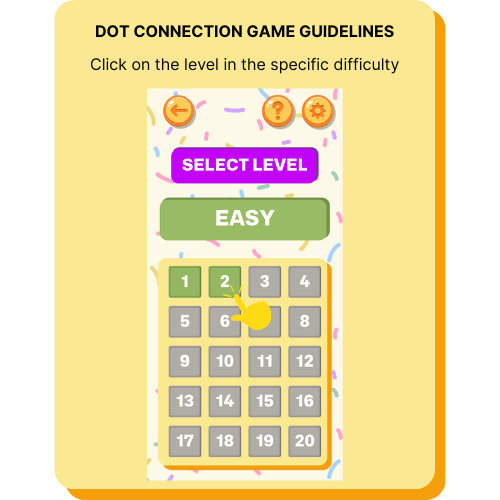 DOT CONNECTION GAME GUIDELINES
Click on the level in the specific difficulty
?
SELECT LEVEL
EASY
1 2 3 4
5 6 8
9 10 11 12
13 14 15 16
17 18 19 20